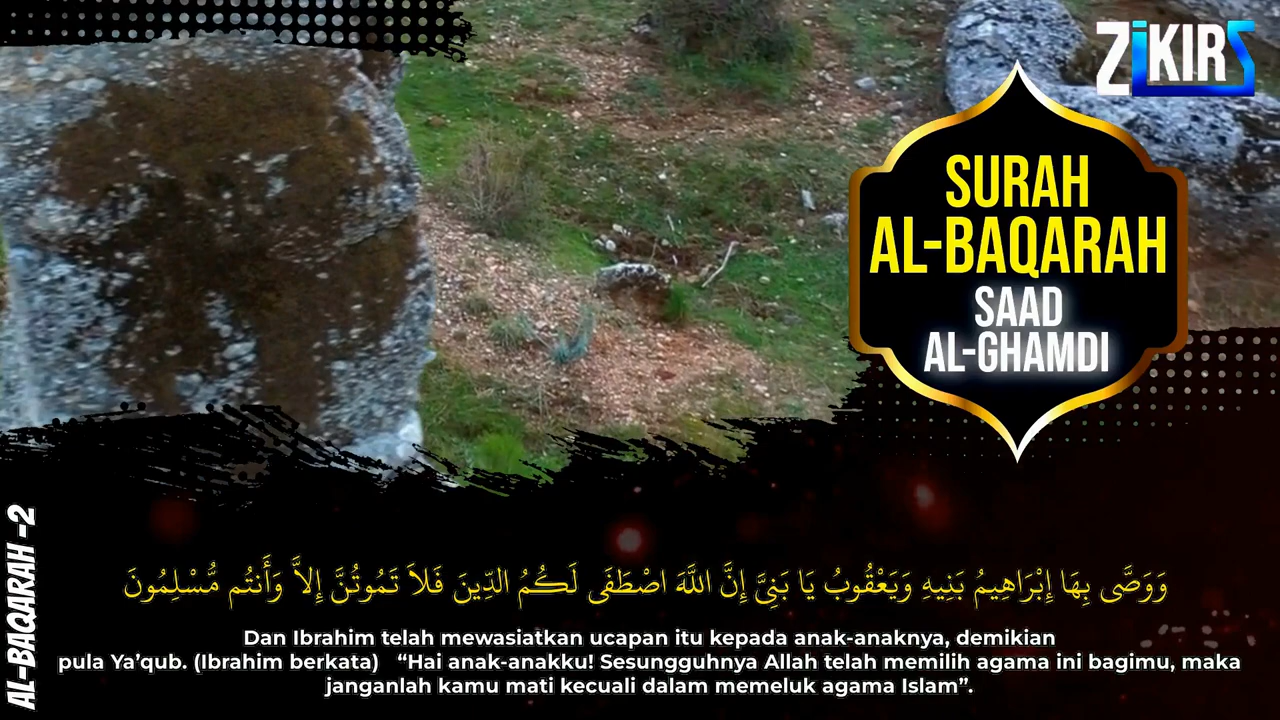 ZiKIRS
SURAH
AL-BAQARAH
SAAD
AL-GHAMDI
AL-BAQARAH -2
وَوَصَّى بِهَا إِبْرَاهِيمُ بَنِيهِ وَيَعْقُوبُ يَا بَنِيَّ إِنَّ اللَّهَ اصْطَفَى لَكُمُ الدِّينَ فَلاَ تَمُوتُنَّ إِلاَّ وَأَنتُم مُّسْلِمُونَ
Dan Ibrahim telah mewasiatkan ucapan itu kepada anak-anaknya, demikian
pula Ya’qub. (Ibrahim berkata) “Hai anak-anakku! Sesungguhnya Allah telah memilih agama ini bagimu, maka
janganlah kamu mati kecuali dalam memeluk agama Islam”.